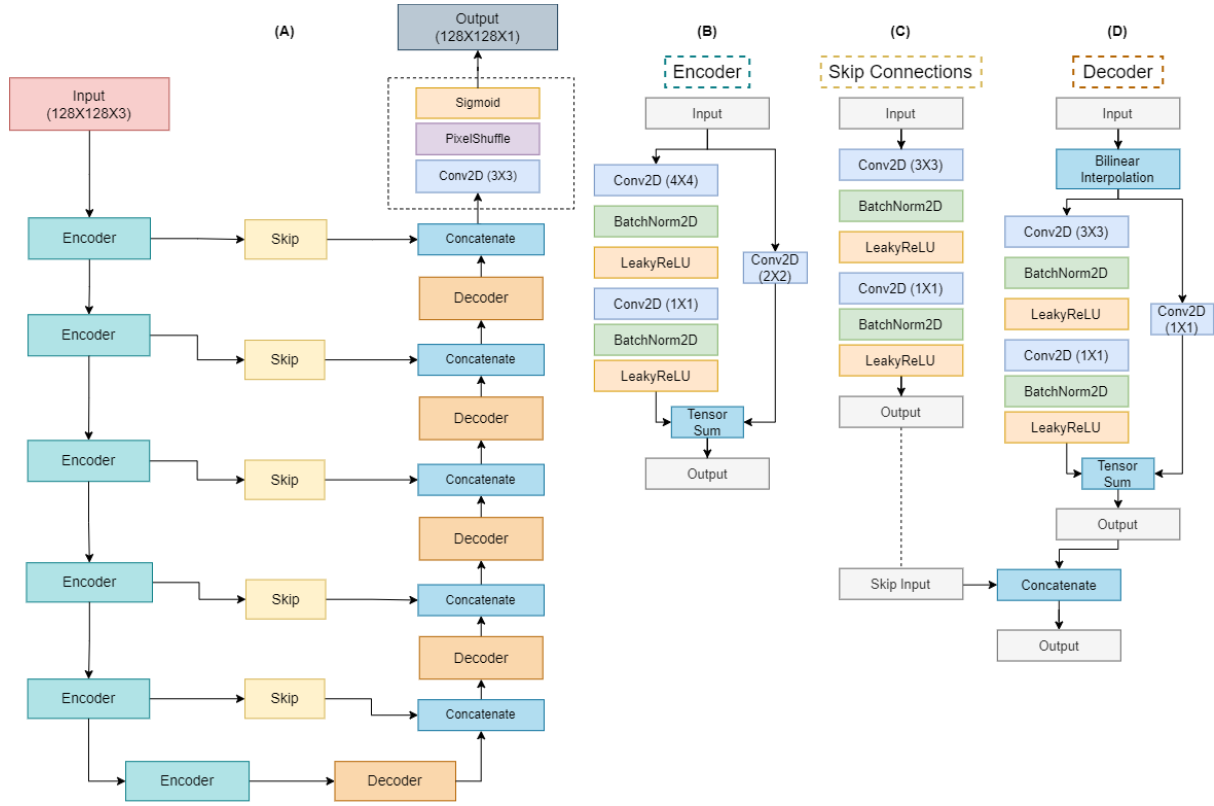 (A)
Output
(128X128X1)
Input
(128X128X3)
Sigmoid
PixelShuffle
Conv2D (3X3)
Encoder
Skip
Concatenate
Decoder
Encoder
Skip
Concatenate
Decoder
Encoder
Skip
Concatenate
Decoder
Encoder
Skip
Concatenate
Decoder
Encoder
Skip
Concatenate
Encoder
Decoder
(B)
Encoder
Input
Conv2D (4X4)
BatchNorm2D
LeakyReLU
Conv2D (1X1)
BatchNorm2D
LeakyReLU
Conv2D
(2X2)
Tensor
Sum
Output
(C)
Skip Connections
Input
Conv2D (3X3)
BatchNorm2D
LeakyReLU
Conv2D (1X1)
BatchNorm2D
LeakyReLU
Output
Skip Input
(D)
Decoder
Input
Bilinear
Interpolation
Conv2D (3X3)
BatchNorm2D
LeakyReLU
Conv2D (1X1)
BatchNorm2D
LeakyReLU
Conv2D
(1X1)
Tensor
Sum
Output
Concatenate
Output